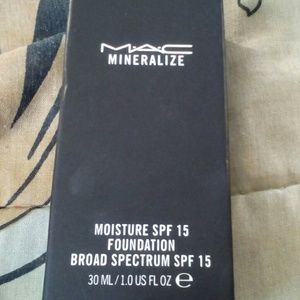 M·A·C
MINERALIZE
MOISTURE SPF 15
FOUNDATION
BROAD SPECTRUM SPF 15
30 ML / 1.0 US FL OZ ℮